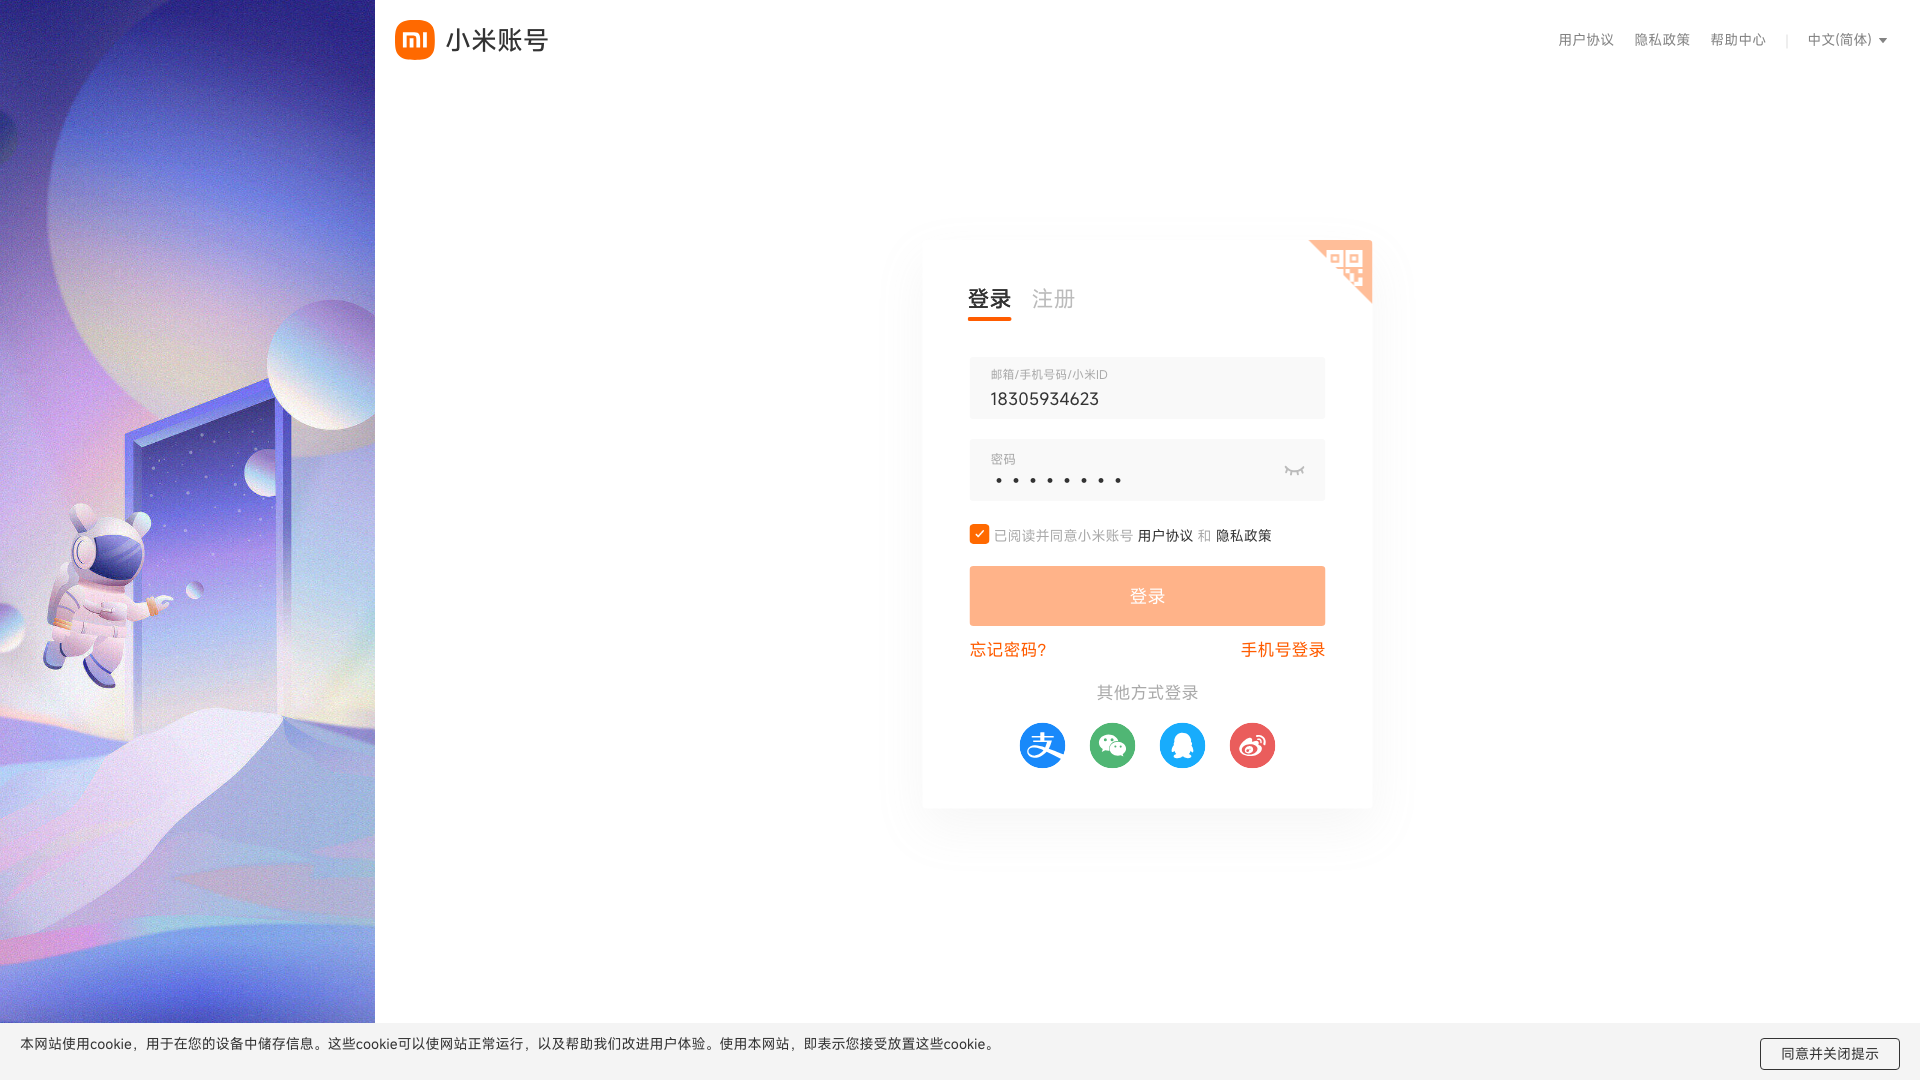 小米账号
用户协议 隐私政策 帮助中心 | 中文(简体)
登录 注册
邮箱/手机号码/小米ID
18305934623
密码
••••••••
已阅读并同意小米账号 用户协议 和 隐私政策
登录
忘记密码? 手机号登录
其他方式登录
本网站使用cookie，用于在您的设备中储存信息。这些cookie可以使网站正常运行，以及帮助我们改进用户体验。使用本网站，即表示您接受放置这些cookie。
同意并关闭提示